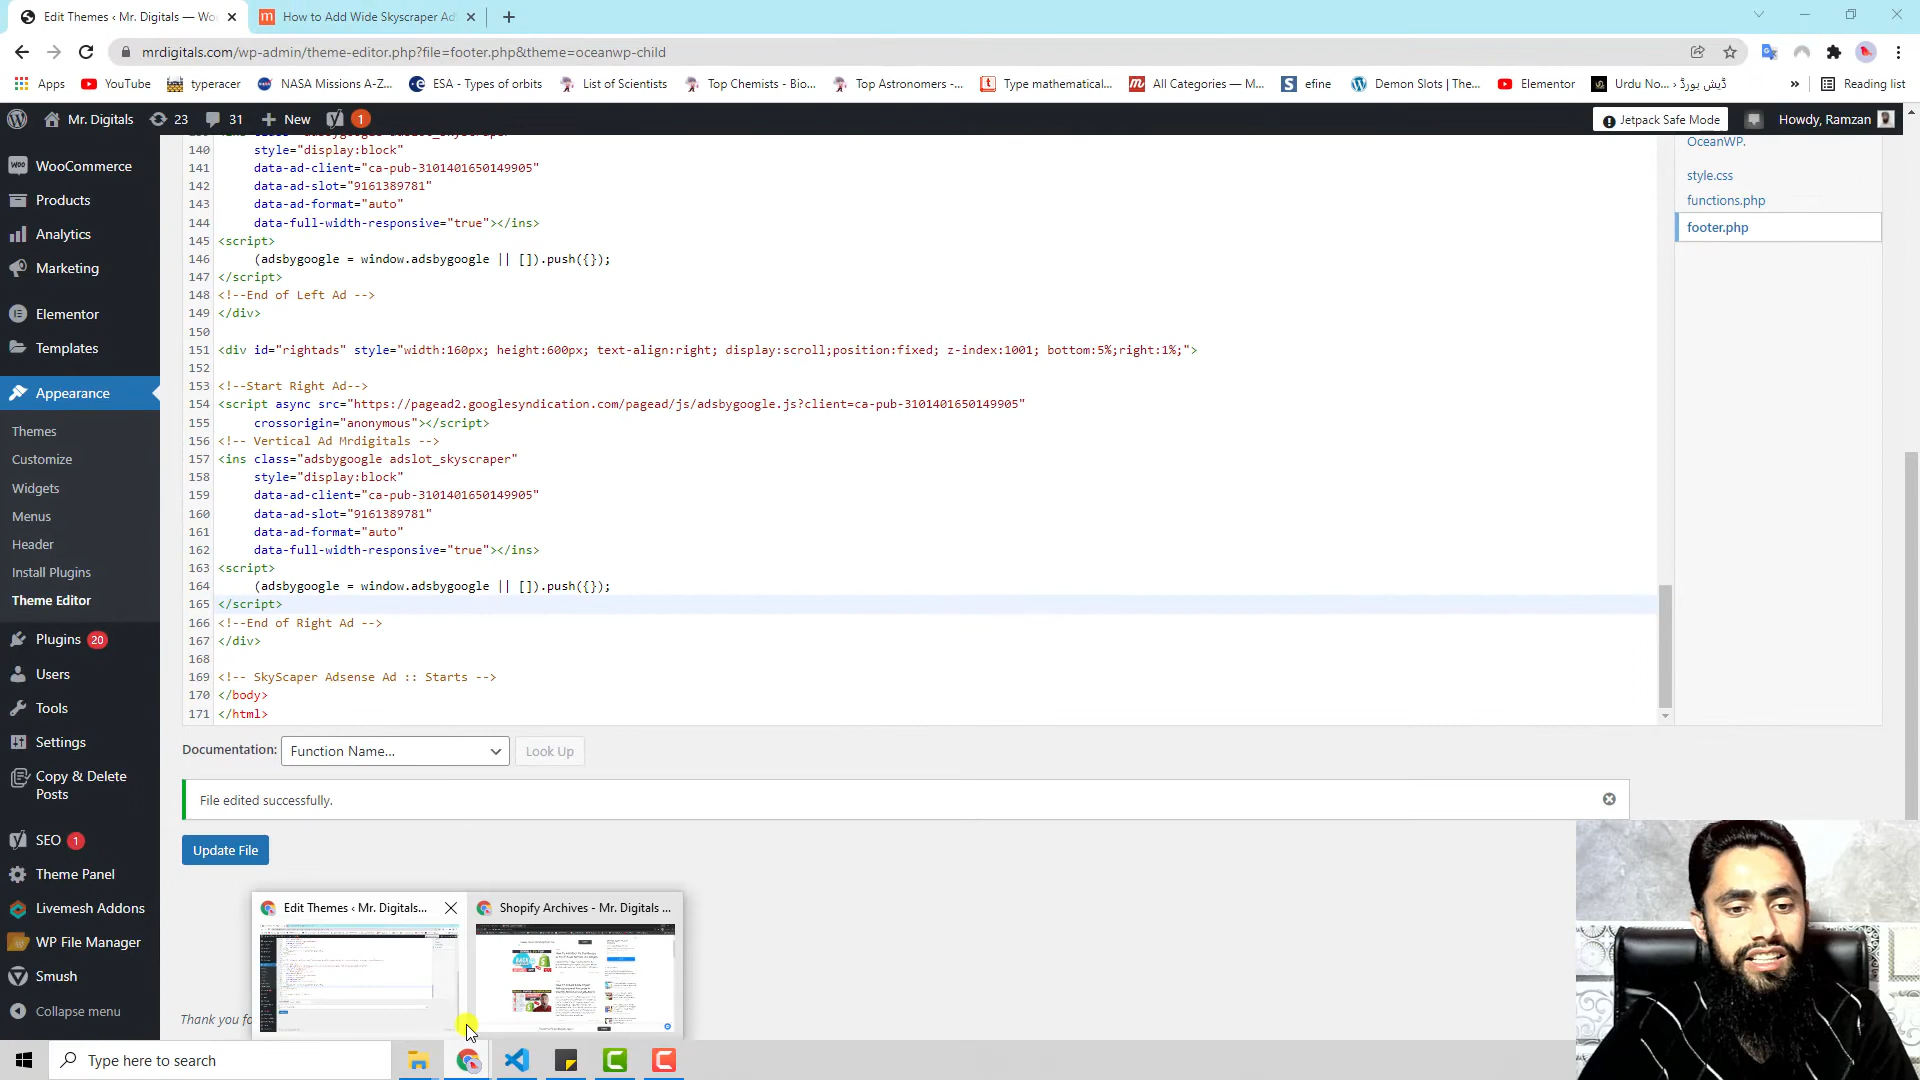 Edit Themes ‹ Mr. Digitals — Wo
How to Add Wide Skyscraper Ad
mrdigitals.com/wp-admin/theme-editor.php?file=footer.php&theme=oceanwp-child
Apps YouTube typeracer NASA Missions A-Z... ESA - Types of orbits List of Scientists Top Chemists - Bio... Top Astronomers -... Type mathematical... All Categories — M... efine Demon Slots | The... Elementor Urdu No... › ڈیش بورڈ » Reading list
Mr. Digitals 23 31 New 1 Jetpack Safe Mode Howdy, Ramzan
WooCommerce
Products
Analytics
Marketing
Elementor
Templates
Appearance
Themes
Customize
Widgets
Menus
Header
Install Plugins
Theme Editor
Plugins 20
Users
Tools
Settings
Copy & Delete
Posts
SEO 1
Theme Panel
Livemesh Addons
WP File Manager
Smush
Collapse menu
140 style="display:block"
141 data-ad-client="ca-pub-3101401650149905"
142 data-ad-slot="9161389781"
143 data-ad-format="auto"
144 data-full-width-responsive="true"></ins>
145 <script>
146 (adsbygoogle = window.adsbygoogle || []).push({});
147 </script>
148 <!--End of Left Ad -->
149 </div>
150
151 <div id="rightads" style="width:160px; height:600px; text-align:right; display:scroll;position:fixed; z-index:1001; bottom:5%;right:1%;">
152
153 <!--Start Right Ad-->
154 <script async src="https://pagead2.googlesyndication.com/pagead/js/adsbygoogle.js?client=ca-pub-3101401650149905"
155 crossorigin="anonymous"></script>
156 <!-- Vertical Ad Mrdigitals -->
157 <ins class="adsbygoogle adslot_skyscraper"
158 style="display:block"
159 data-ad-client="ca-pub-3101401650149905"
160 data-ad-slot="9161389781"
161 data-ad-format="auto"
162 data-full-width-responsive="true"></ins>
163 <script>
164 (adsbygoogle = window.adsbygoogle || []).push({});
165 </script>
166 <!--End of Right Ad -->
167 </div>
168
169 <!-- SkyScaper Adsense Ad :: Starts -->
170 </body>
171 </html>
OceanWP.
style.css
functions.php
footer.php
Documentation: Function Name... Look Up
File edited successfully.
Update File
Edit Themes ‹ Mr. Digitals...
Shopify Archives - Mr. Digitals ...
Thank you fo
Type here to search